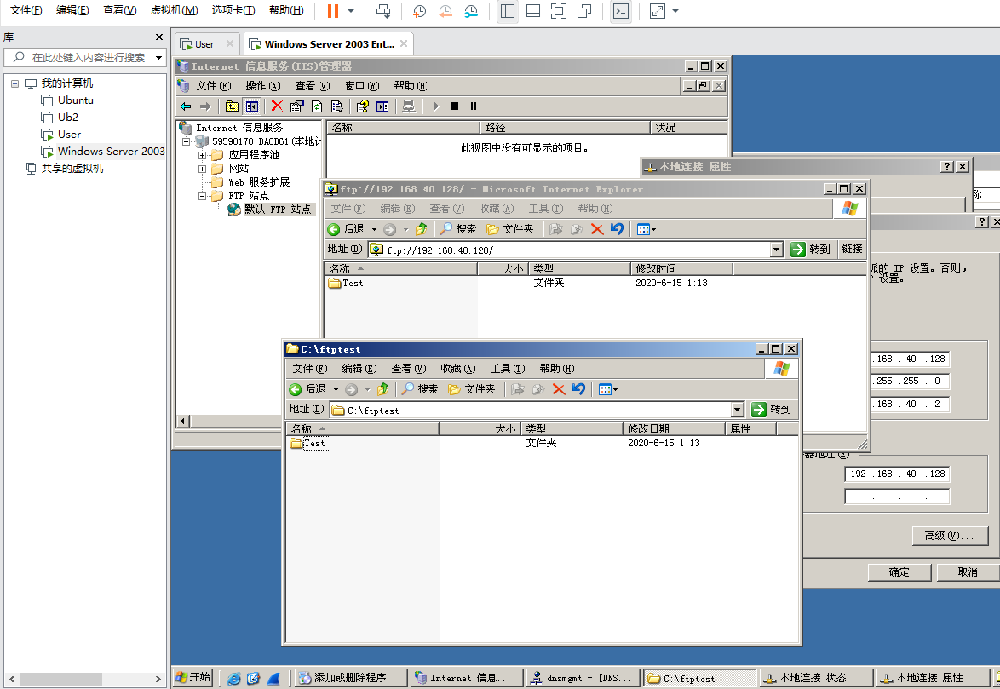 文件(F) 编辑(E) 查看(V) 虚拟机(M) 选项卡(T) 帮助(H)
库
在此处键入内容进行搜索
我的计算机
Ubuntu
Ub2
User
Windows Server 2003
共享的虚拟机
User
Windows Server 2003 Ent...
Internet 信息服务(IIS)管理器
文件(F) 操作(A) 查看(V) 窗口(W) 帮助(H)
Internet 信息服务
59598178-BA8D61(本地计
应用程序池
网站
Web 服务扩展
FTP 站点
默认 FTP 站点
名称 路径 状况
此视图中没有可显示的项目。
本地连接 属性
称
ftp://192.168.40.128/ - Microsoft Internet Explorer
文件(F) 编辑(E) 查看(V) 收藏(A) 工具(T) 帮助(H)
后退 搜索 文件夹
地址(D) ftp://192.168.40.128/ 转到 链接
名称 大小 类型 修改时间
Test 文件夹 2020-6-15 1:13
派的 IP 设置。否则，
设置。
.168 . 40 .128
.255 .255 . 0
.168 . 40 . 2
器地址(E):
192 .168 . 40 .128
. . .
高级(V)...
确定 取消
C:\ftptest
文件(F) 编辑(E) 查看(V) 收藏(A) 工具(T) 帮助(H)
后退 搜索 文件夹
地址(D) C:\ftptest 转到
名称 大小 类型 修改日期 属性
Test 文件夹 2020-6-15 1:13
开始 添加或删除程序 Internet 信息... dnsmgmt - [DNS... C:\ftptest 本地连接 状态 本地连接 属性